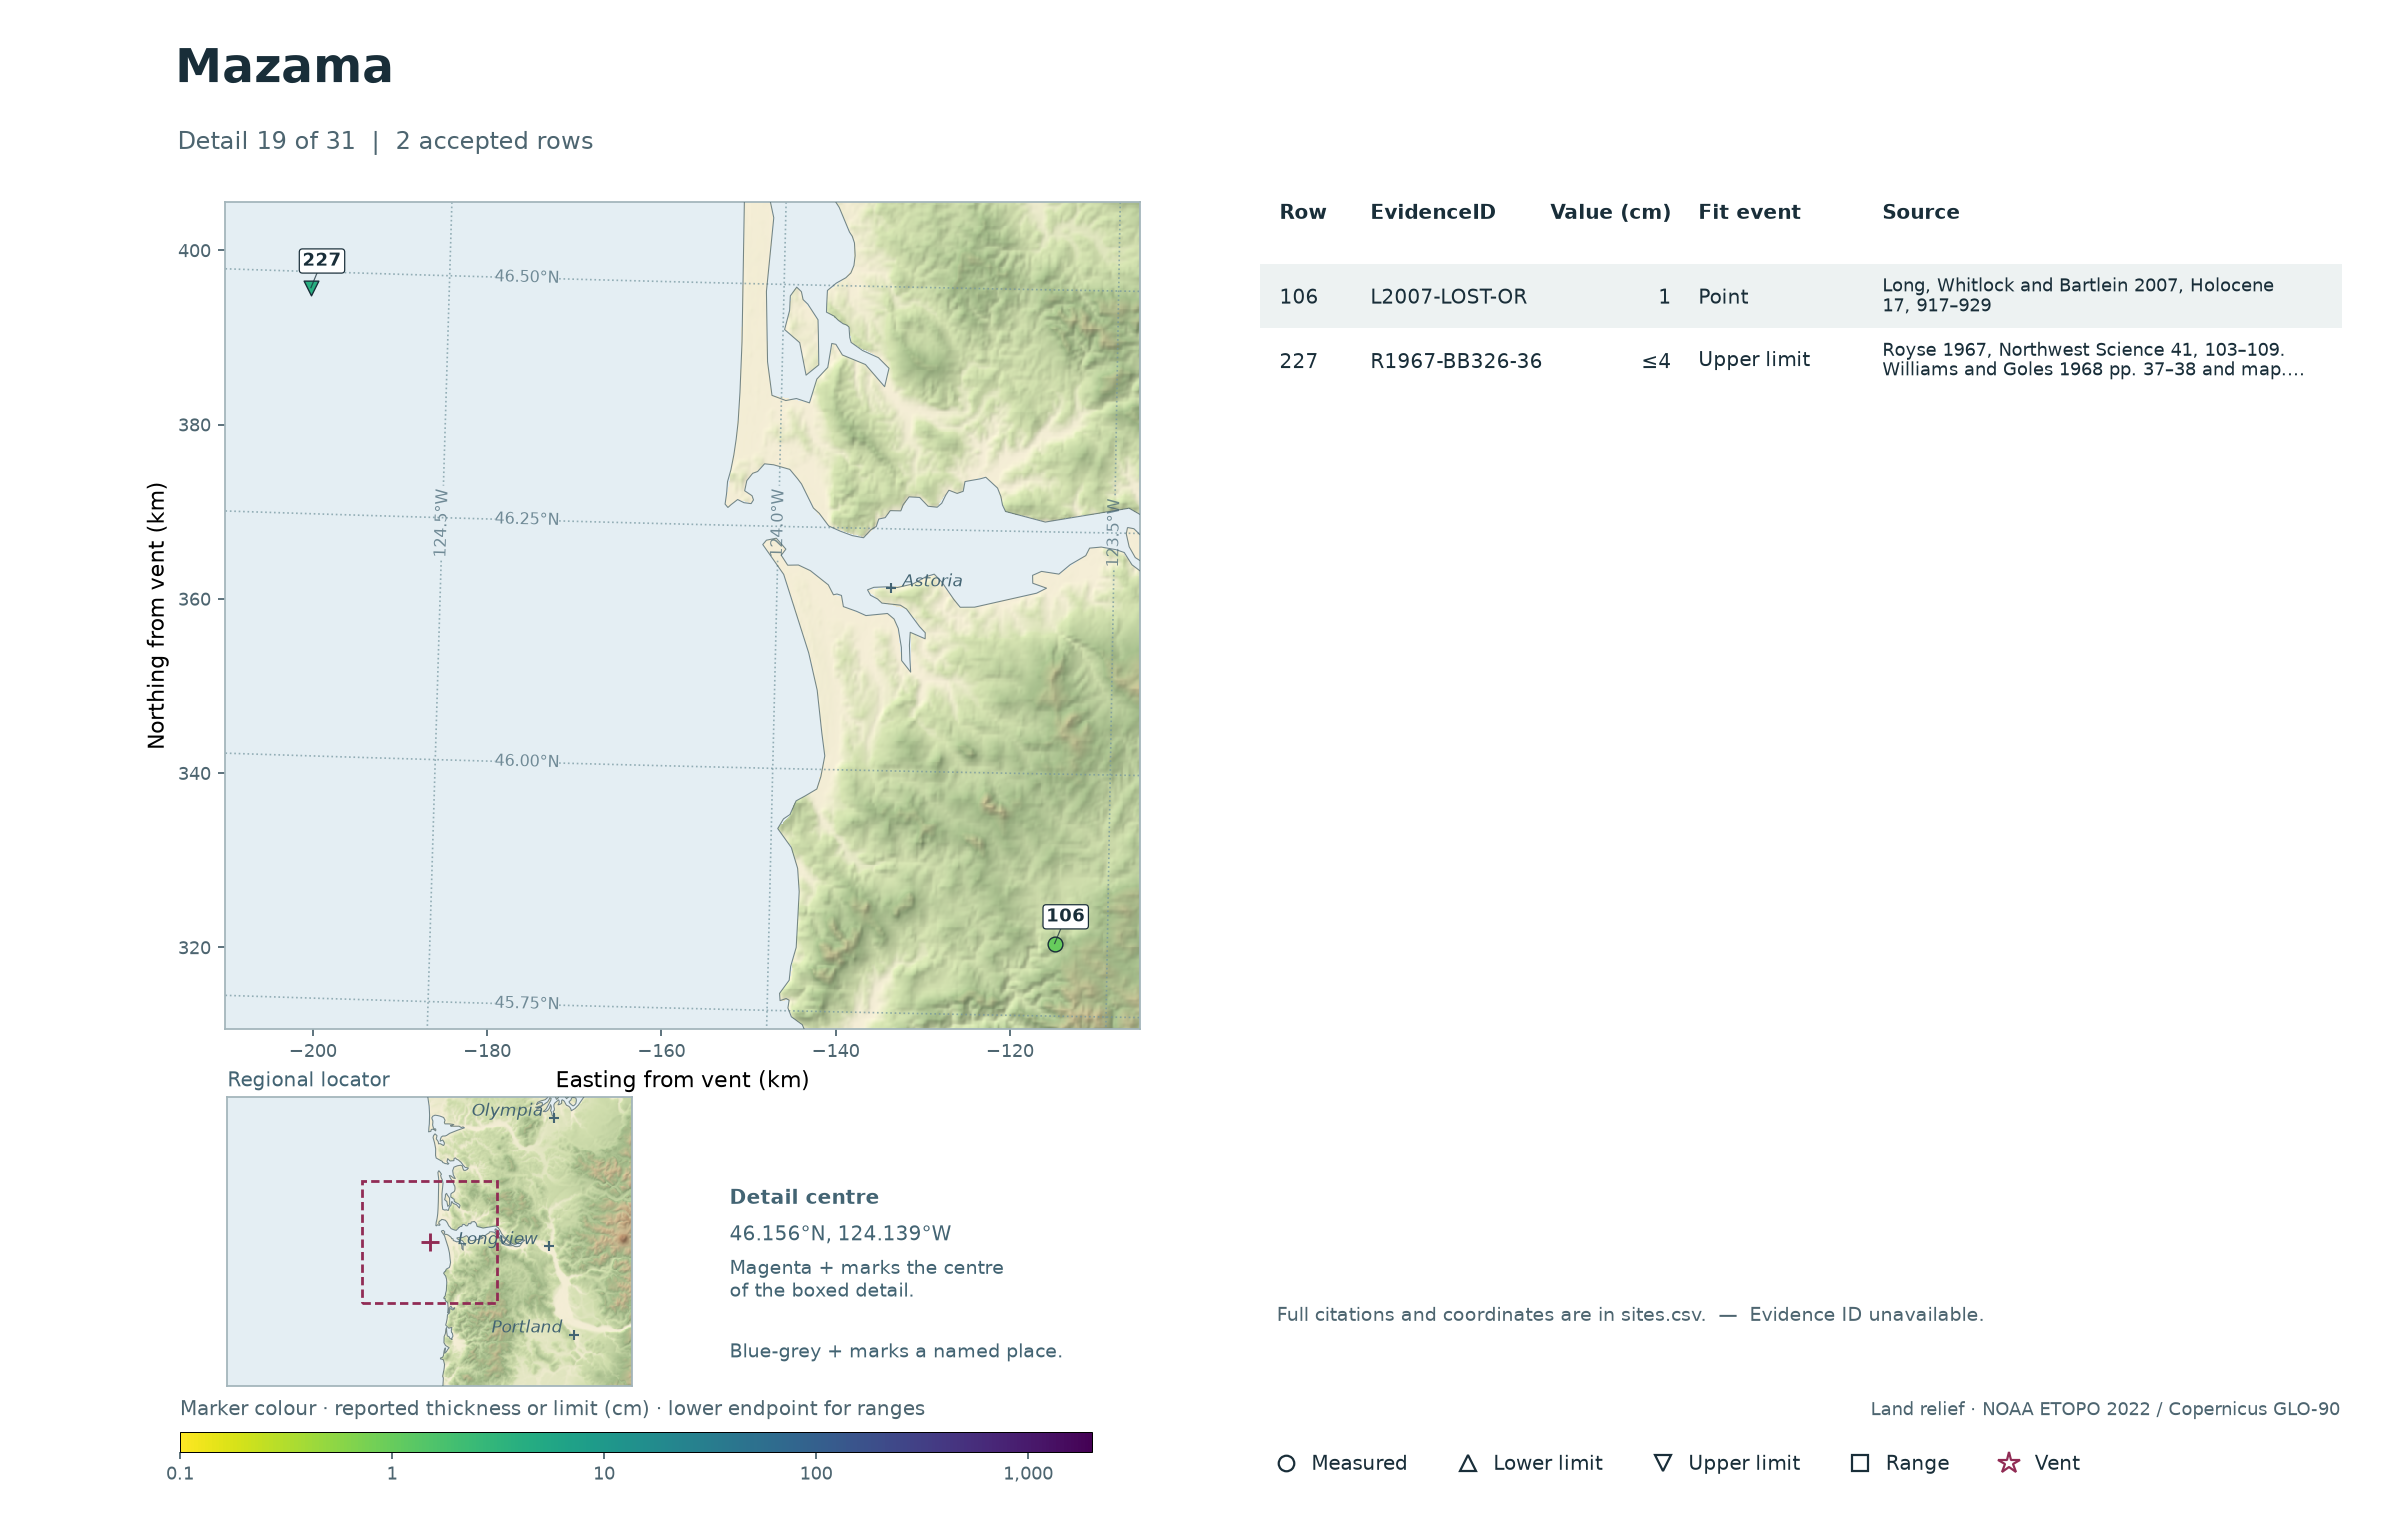 Mazama
Detail 19 of 31 | 2 accepted rows
400
380
360
340
320
Northing from vent (km)
−200
−180
−160
−140
−120
Easting from vent (km)
227
46.50°N
46.25°N
46.00°N
45.75°N
124.5°W
124.0°W
123.5°W
Astoria
106
Row EvidenceID Value (cm) Fit event Source
106 L2007-LOST-OR 1 Point Long, Whitlock and Bartlein 2007, Holocene
17, 917–929
227 R1967-BB326-36 ≤4 Upper limit Royse 1967, Northwest Science 41, 103–109.
Williams and Goles 1968 pp. 37–38 and map.…
Regional locator
Olympia
Longview
Portland
Detail centre
46.156°N, 124.139°W
Magenta + marks the centre
of the boxed detail.
Blue-grey + marks a named place.
Full citations and coordinates are in sites.csv. — Evidence ID unavailable.
Marker colour · reported thickness or limit (cm) · lower endpoint for ranges
0.1 1 10 100 1,000
Land relief · NOAA ETOPO 2022 / Copernicus GLO-90
Measured Lower limit Upper limit Range Vent